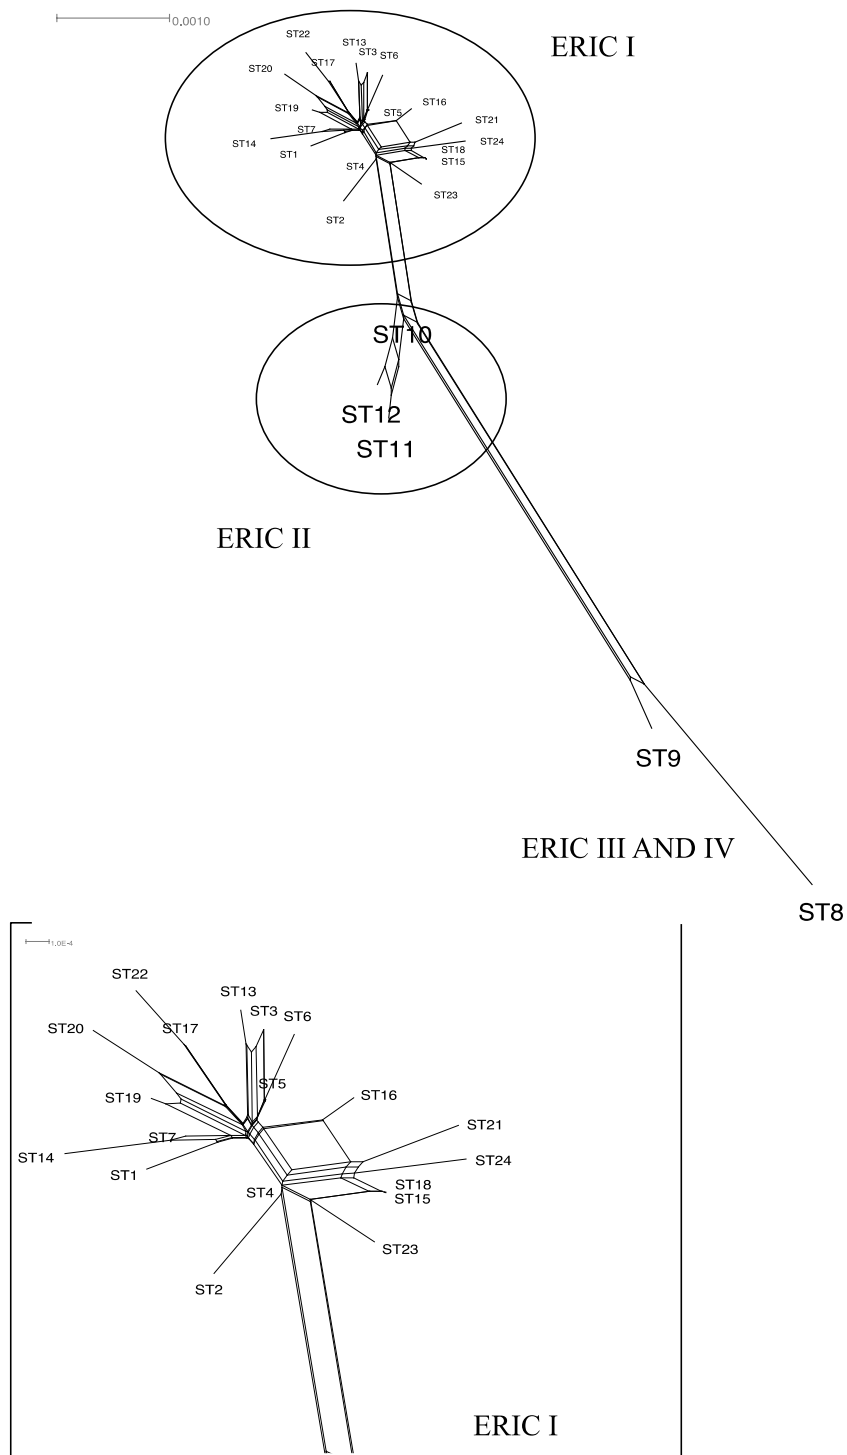 0.0010
ST22
ST13
ST3 ST6
ERIC I
ST17
ST20
ST19
ST5
ST16
ST7
ST21
ST14
ST1
ST24
ST18
ST15
ST4
ST23
ST2
ST10
ST12
ST11
ERIC II
ST9
ERIC III AND IV
ST8
1.0E-4
ST22
ST13
ST3
ST6
ST20
ST17
ST5
ST19
ST16
ST21
ST7
ST14
ST24
ST1
ST18
ST4
ST15
ST23
ST2
ERIC I